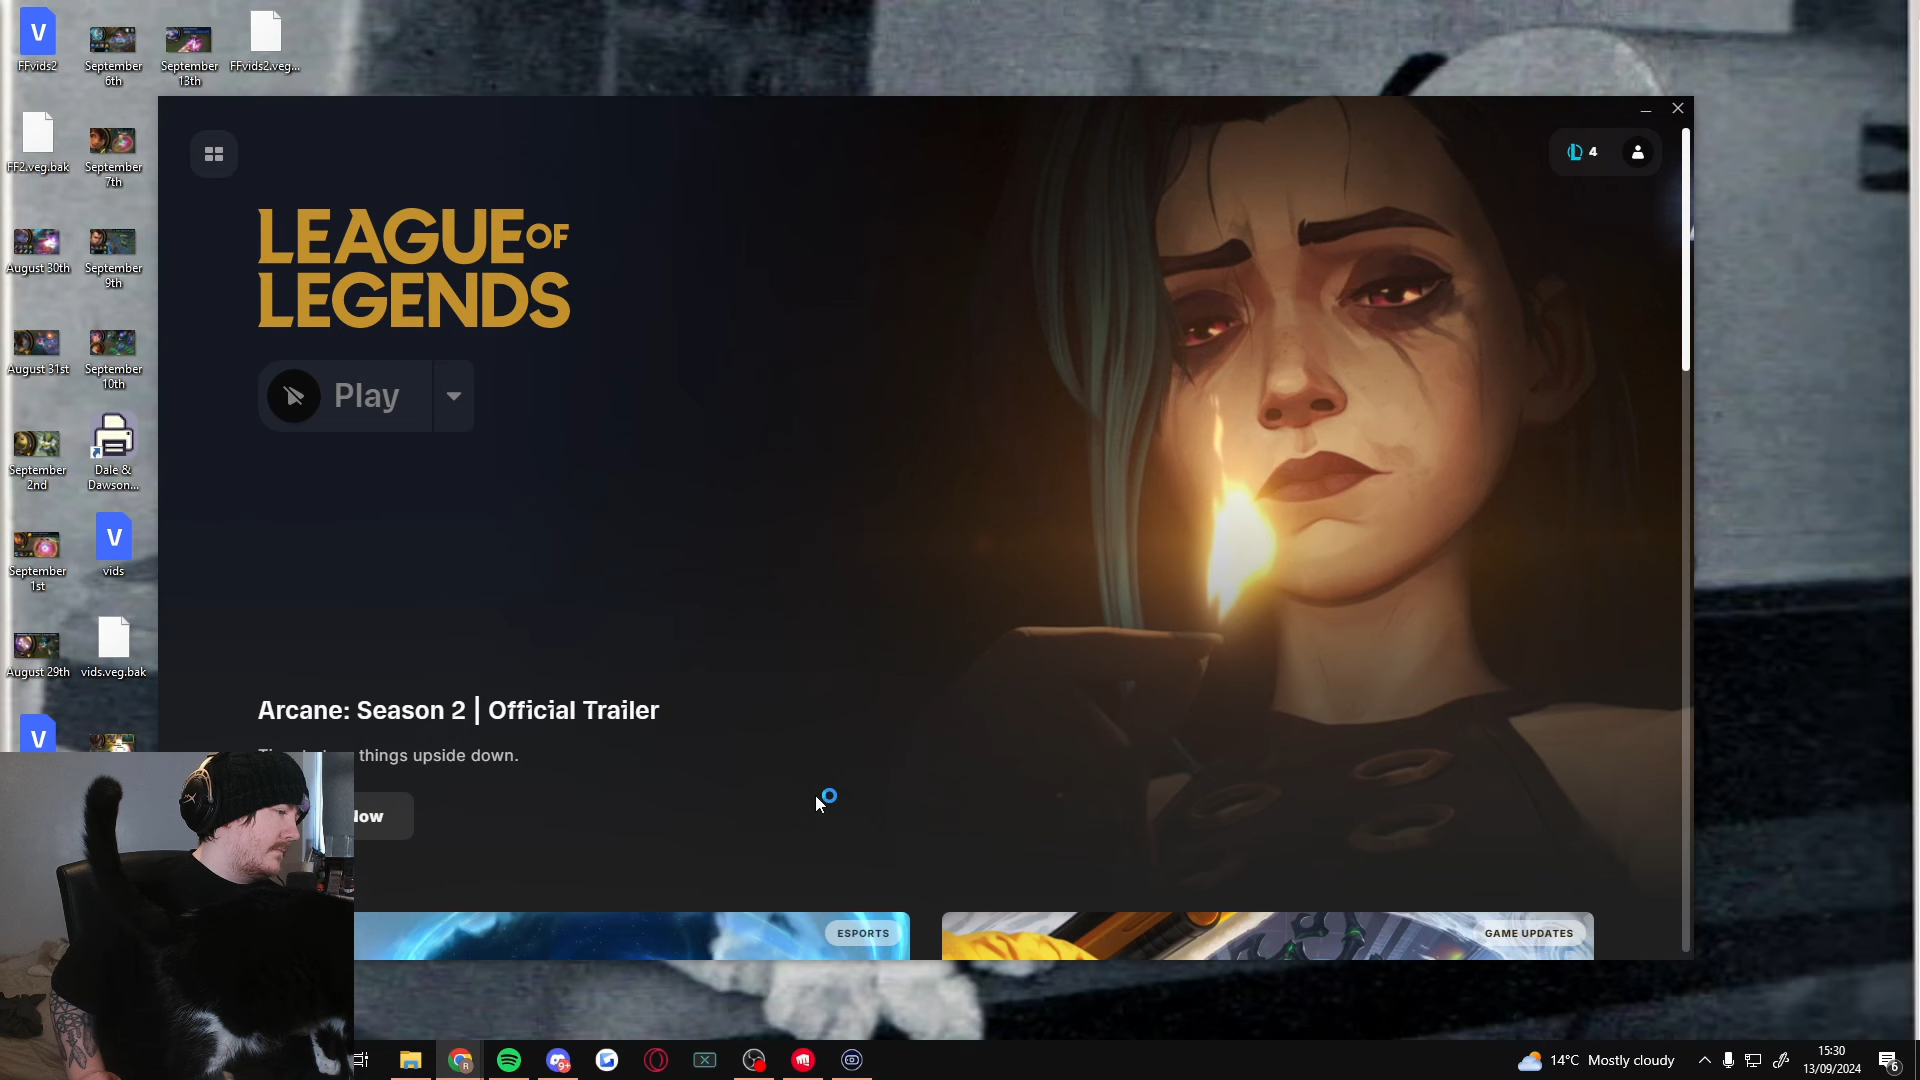 FFvids2
September 6th
September 13th
FFvids2.veg...
FF2.veg.bak
September 7th
August 30th
September 9th
August 31st
September 10th
September 2nd
Dale & Dawson...
September 1st
vids
August 29th
vids.veg.bak
V
V
V
4
LEAGUE OF
LEGENDS
Play
Arcane: Season 2 | Official Trailer
things upside down.
Now
ESPORTS
GAME UPDATES
R
9+
14°C Mostly cloudy
15:30
13/09/2024
6